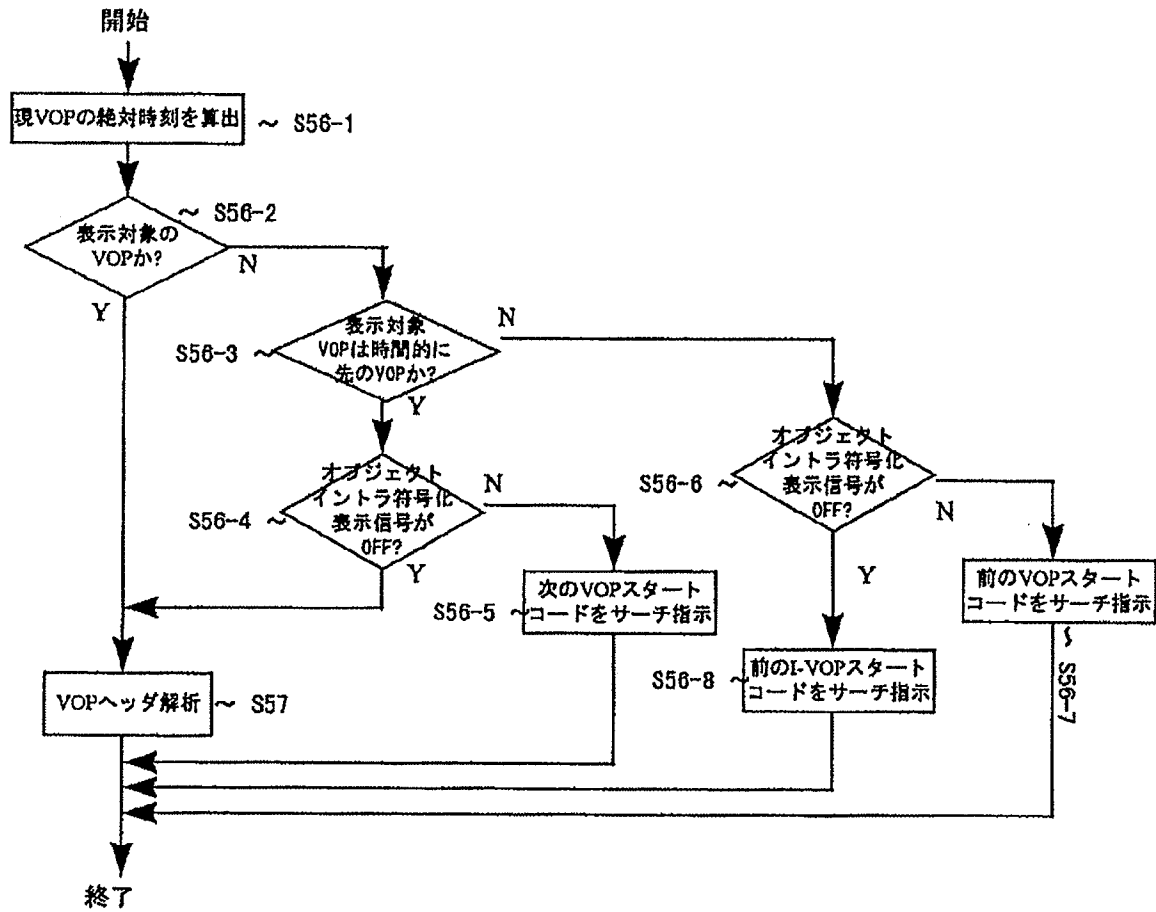 開始
現VOPの絶対時刻を算出
～ S56-1
～ S56-2
表示対象の
VOPか?
N
Y
S56-3 ～
表示対象
VOPは時間的に
先のVOPか?
N
Y
S56-4 ～
オブジェクト
イントラ符号化
表示信号が
OFF?
N
Y
S56-5 ～
次のVOPスタート
コードをサーチ指示
S56-6 ～
オブジェクト
イントラ符号化
表示信号が
OFF?
N
Y
前のVOPスタート
コードをサーチ指示
～ S56-7
S56-8 ～
前のI-VOPスタート
コードをサーチ指示
VOPヘッダ解析
～ S57
終了